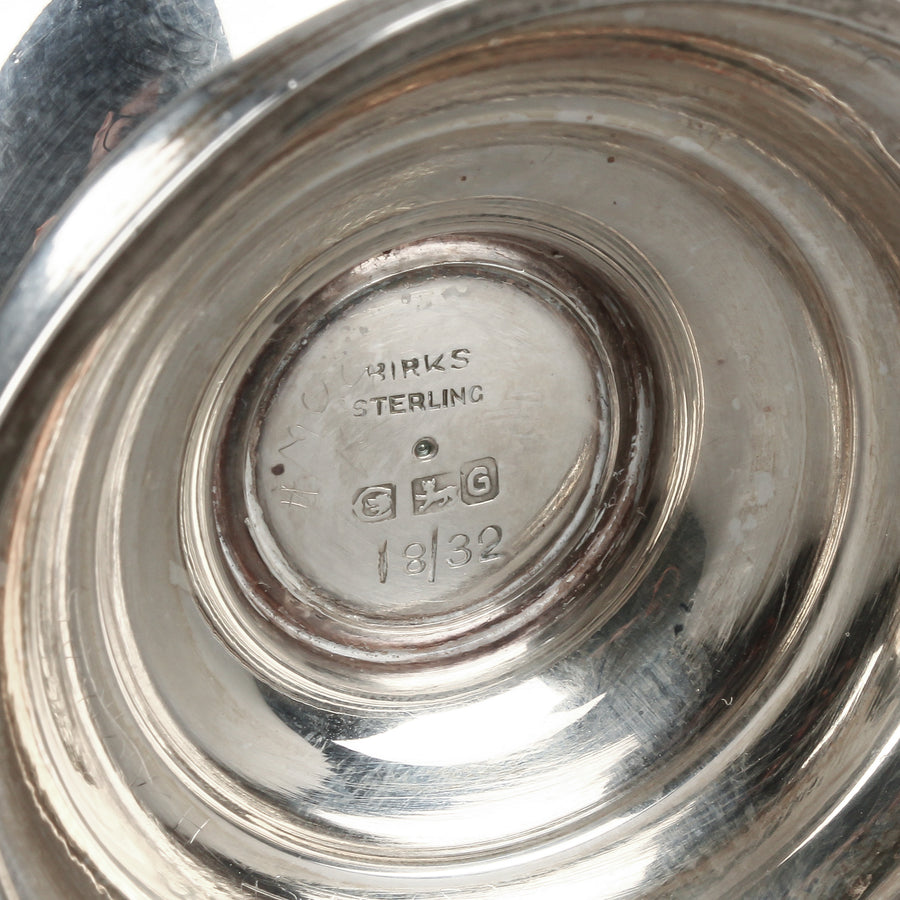 BIRKS
STERLING
G
18/32